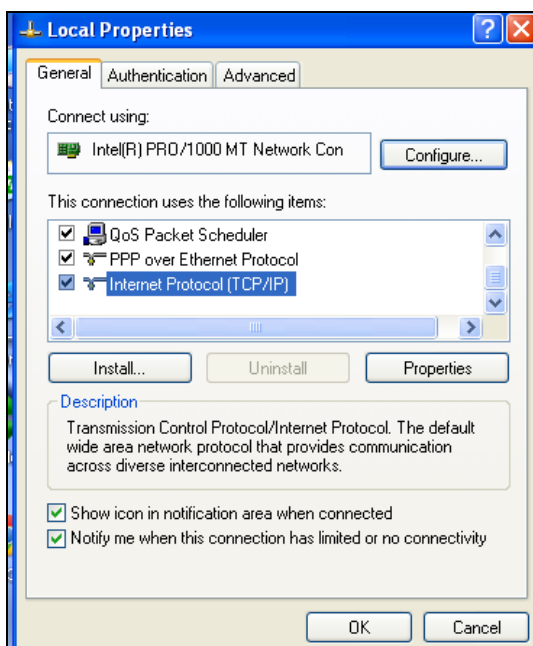 Local Properties
General Authentication Advanced
Connect using:
Intel(R) PRO/1000 MT Network Con
Configure...
This connection uses the following items:
QoS Packet Scheduler
PPP over Ethernet Protocol
Internet Protocol (TCP/IP)
Install... Uninstall Properties
Description
Transmission Control Protocol/Internet Protocol. The default
wide area network protocol that provides communication
across diverse interconnected networks.
Show icon in notification area when connected
Notify me when this connection has limited or no connectivity
OK Cancel